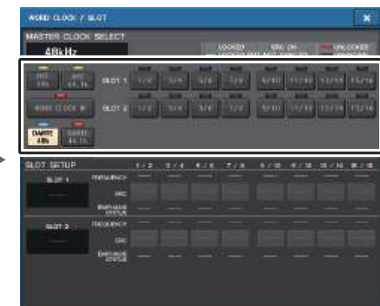 WORD CLOCK / SLOT
MASTER CLOCK SELECT
48kHz
LOCKED SRC ON UNLOCKED
INT 48k INT 44.1k SLOT 1 1/2 3/4 5/6 7/8 9/10 11/12 13/14 15/16
WORD CLOCK SLOT 2 1/2 3/4 5/6 7/8 9/10 11/12 13/14 15/16
DANTE 48k DANTE 44.1k
SLOT SETUP 1/2 3/4 5/6 7/8 9/10 11/12 13/14 15/16
SLOT 1 FREQUENCY
SRC
EMPHASIS STATUS
SLOT 2 FREQUENCY
SRC
EMPHASIS STATUS